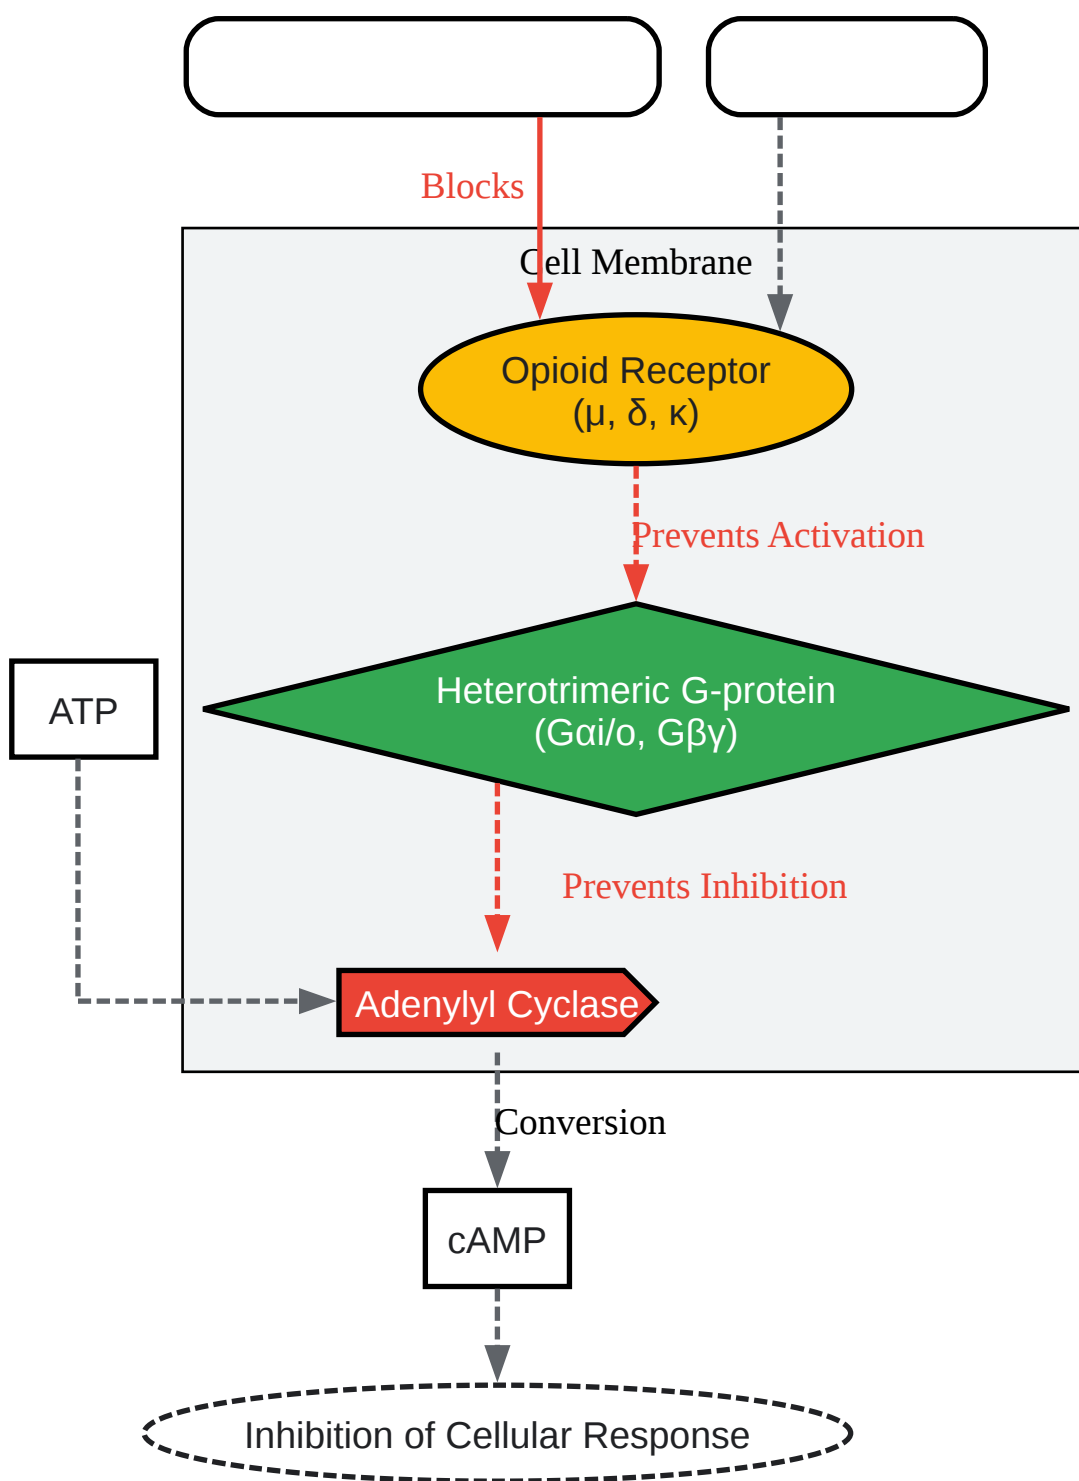 Blocks
Cell Membrane
Opioid Receptor
(μ, δ, κ)
Prevents Activation
Heterotrimeric G-protein
(Gαi/o, Gβγ)
ATP
Prevents Inhibition
Adenylyl Cyclase
Conversion
cAMP
Inhibition of Cellular Response